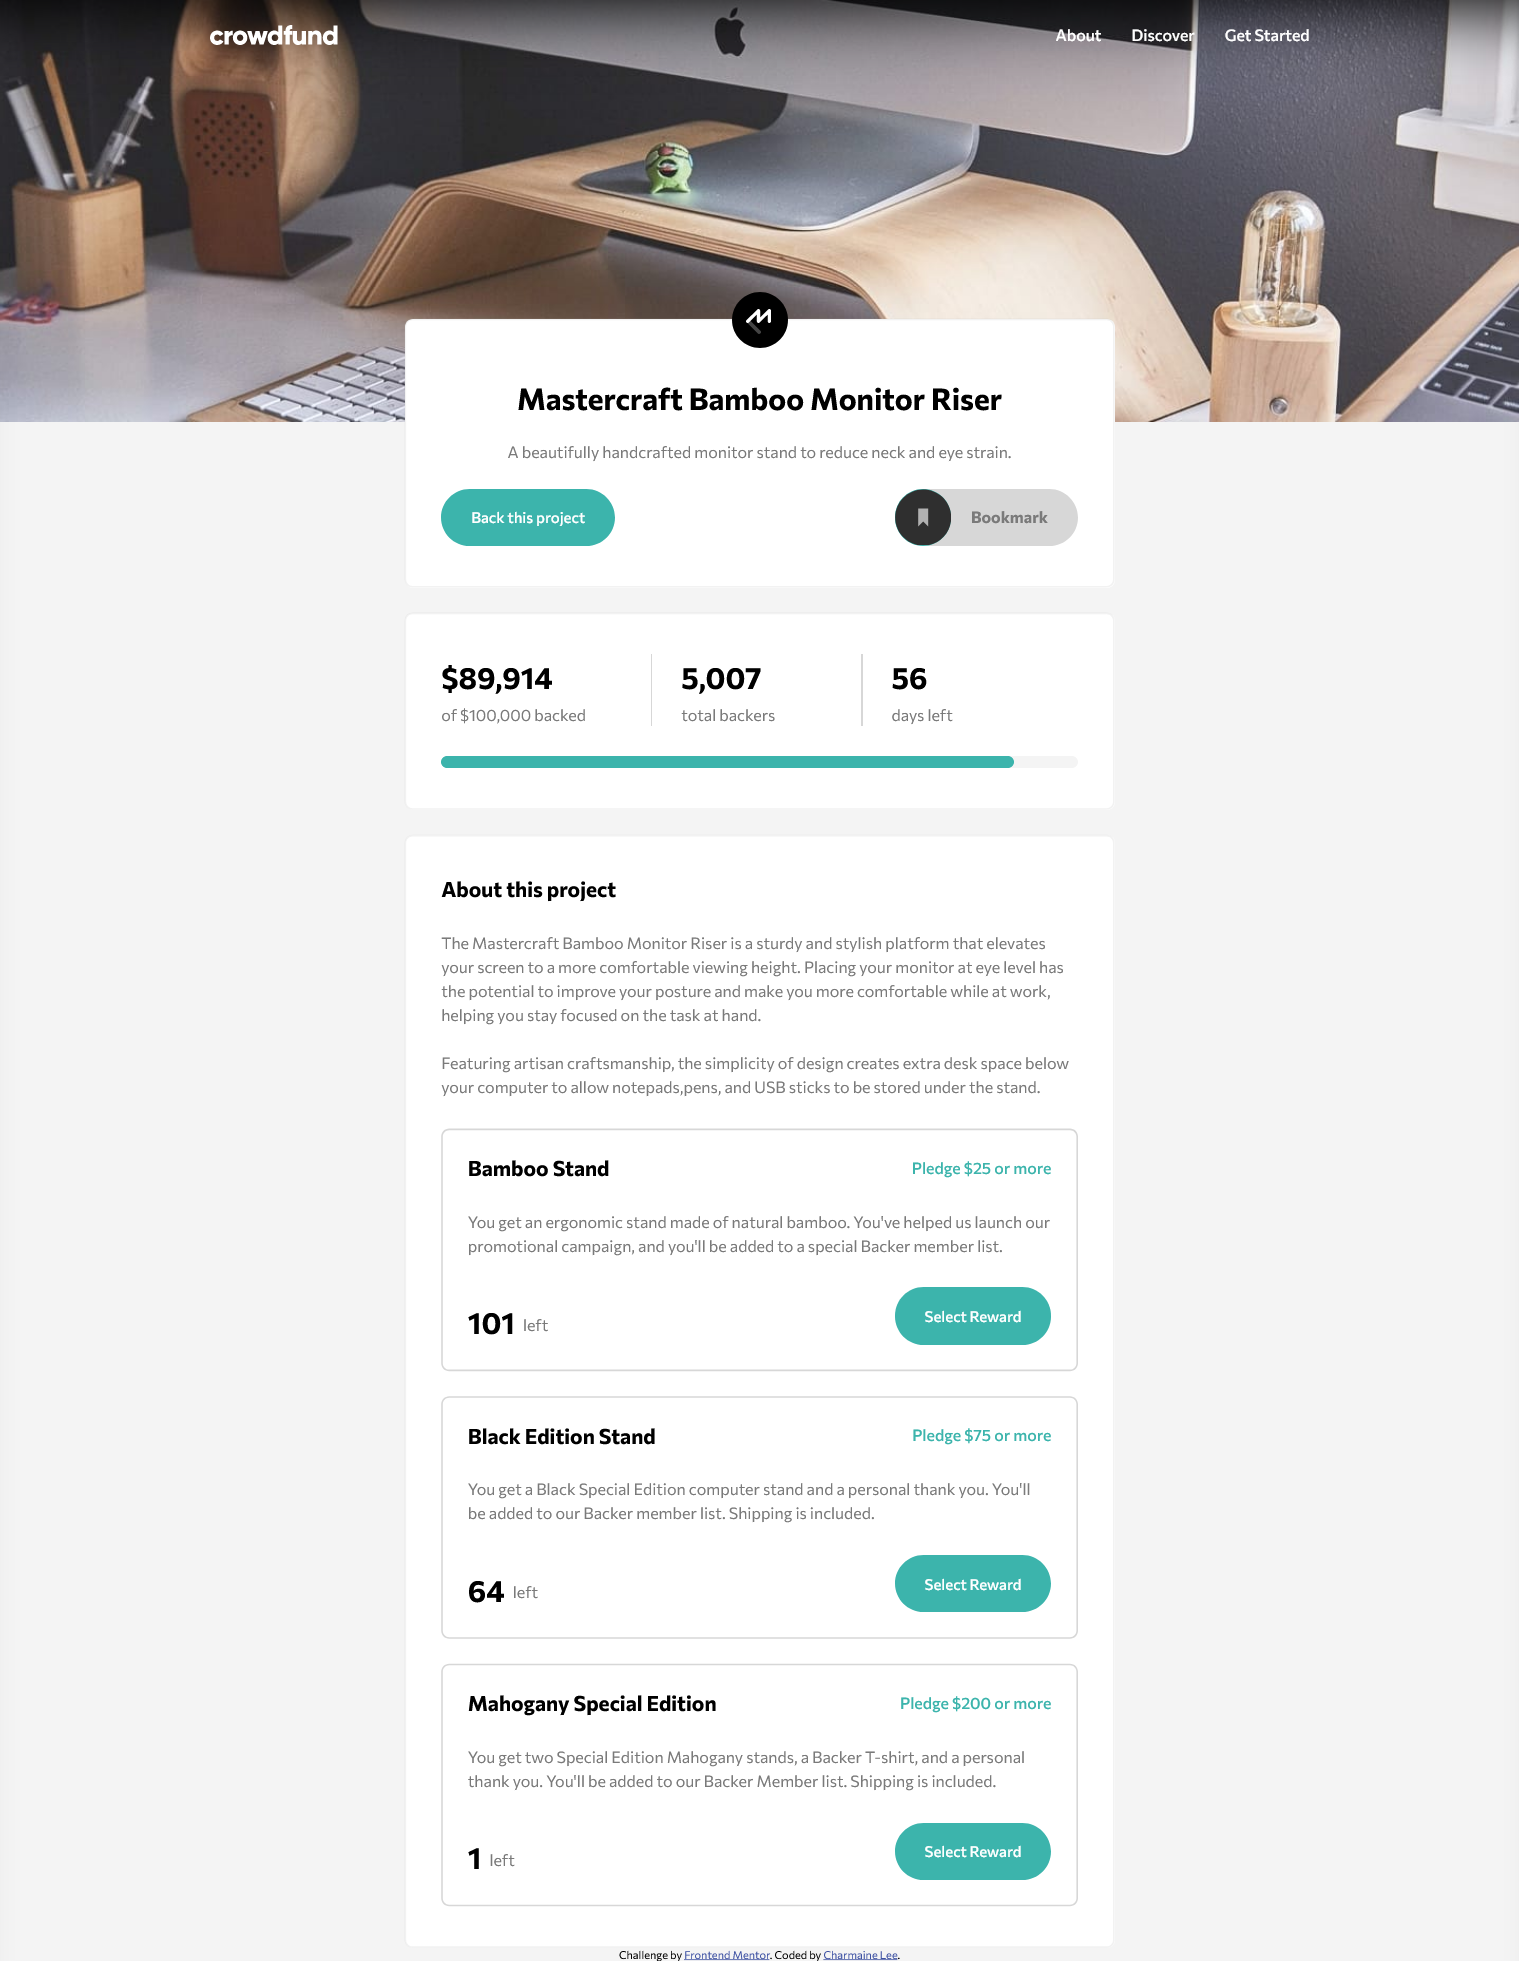 crowdfund
About Discover Get Started
Mastercraft Bamboo Monitor Riser
A beautifully handcrafted monitor stand to reduce neck and eye strain.
Back this project
Bookmark
$89,914
of $100,000 backed
5,007
total backers
56
days left
About this project
The Mastercraft Bamboo Monitor Riser is a sturdy and stylish platform that elevates
your screen to a more comfortable viewing height. Placing your monitor at eye level has
the potential to improve your posture and make you more comfortable while at work,
helping you stay focused on the task at hand.
Featuring artisan craftsmanship, the simplicity of design creates extra desk space below
your computer to allow notepads,pens, and USB sticks to be stored under the stand.
Bamboo Stand
Pledge $25 or more
You get an ergonomic stand made of natural bamboo. You've helped us launch our
promotional campaign, and you'll be added to a special Backer member list.
101 left
Select Reward
Black Edition Stand
Pledge $75 or more
You get a Black Special Edition computer stand and a personal thank you. You'll
be added to our Backer member list. Shipping is included.
64 left
Select Reward
Mahogany Special Edition
Pledge $200 or more
You get two Special Edition Mahogany stands, a Backer T-shirt, and a personal
thank you. You'll be added to our Backer Member list. Shipping is included.
1 left
Select Reward
Challenge by Frontend Mentor. Coded by Charmaine Lee.